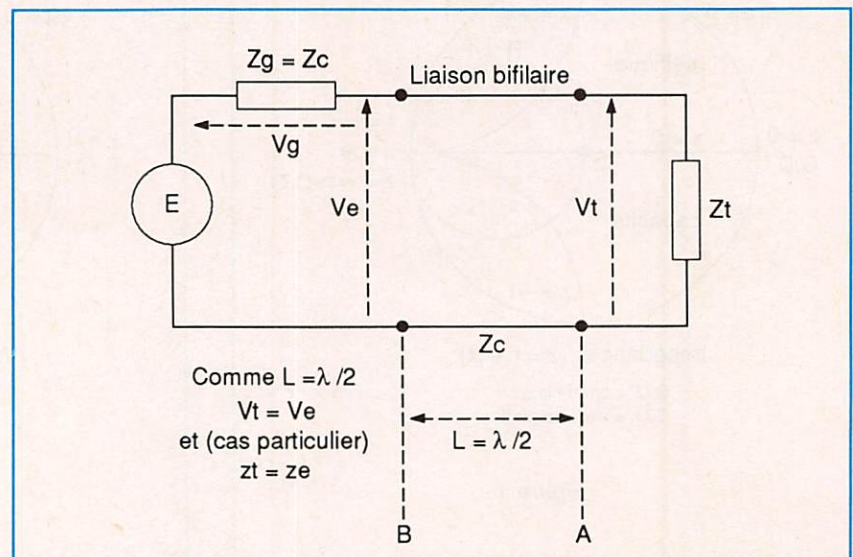 Zg = Zc
Liaison bifilaire
Vg
E
Ve
Vt
Zt
Zc
Comme L = λ /2
Vt = Ve
et (cas particulier)
zt = ze
L = λ /2
B
A